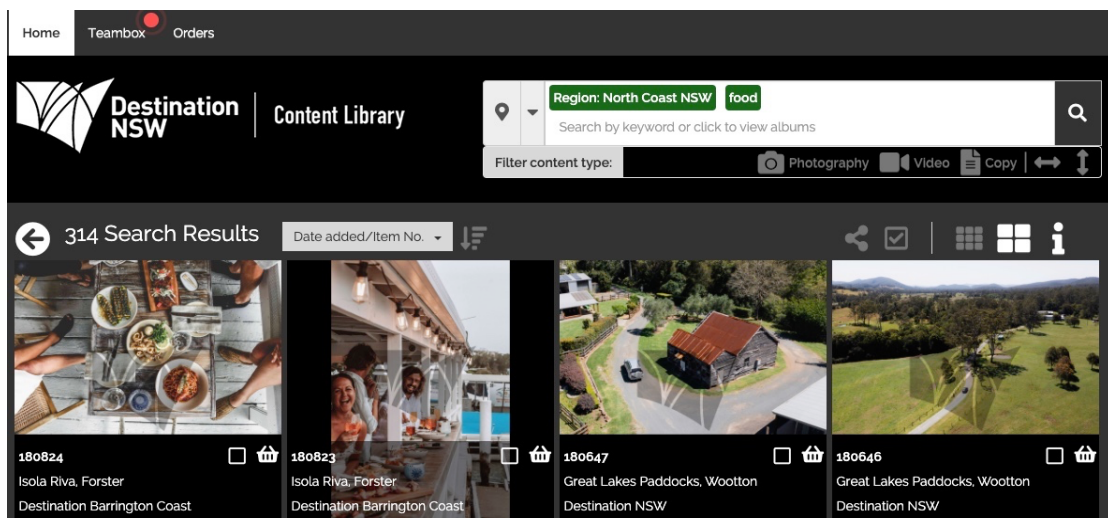 Home Teambox Orders
Destination
NSW
Content Library
Region: North Coast NSW food
Search by keyword or click to view albums
Filter content type: Photography Video Copy
314 Search Results Date added/Item No.
180824
Isola Riva, Forster
Destination Barrington Coast
180823
Isola Riva, Forster
Destination Barrington Coast
180647
Great Lakes Paddocks, Wootton
Destination NSW
180646
Great Lakes Paddocks, Wootton
Destination NSW